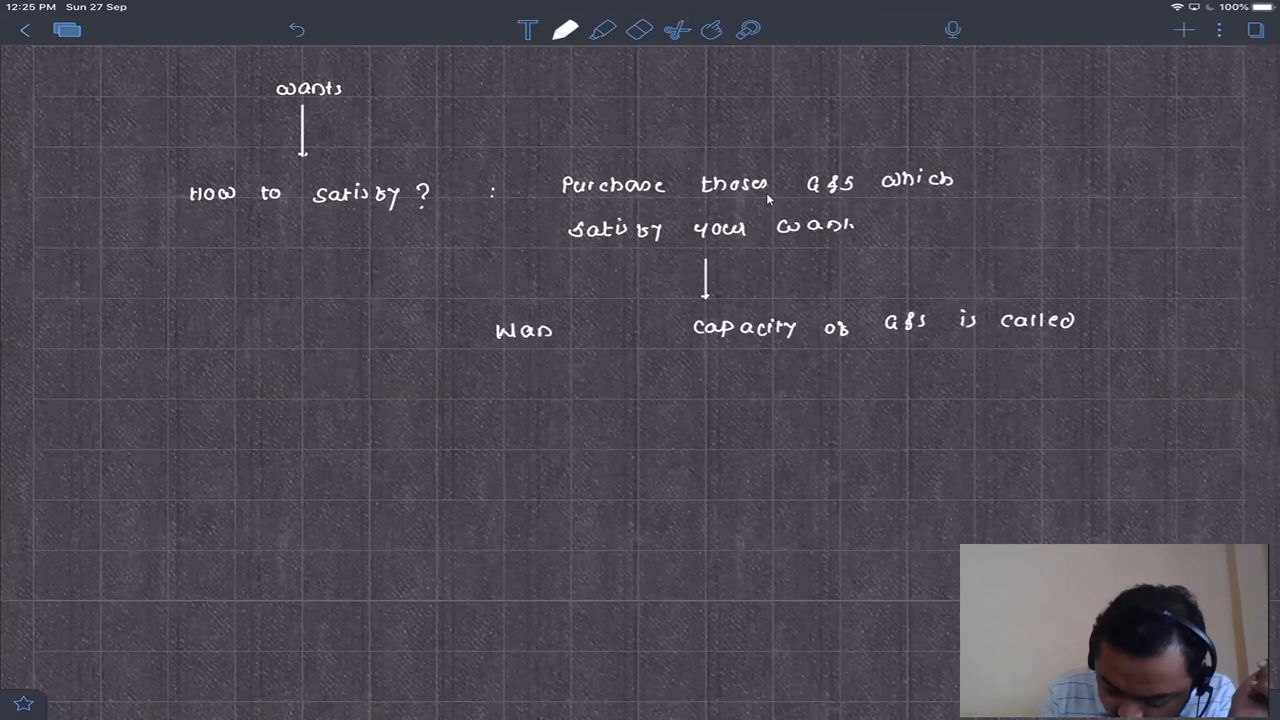 12:25 PM Sun 27 Sep 100%
wants
How to satisfy? : Purchase thoses G&S which
satisfy your want
Wan capacity of G&S is called